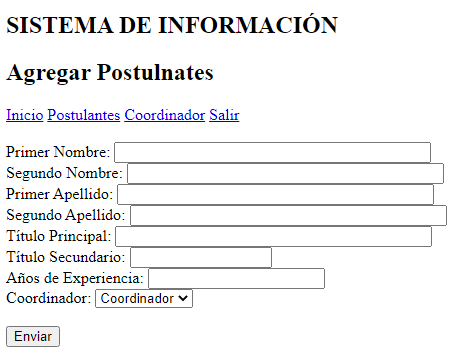 SISTEMA DE INFORMACIÓN
Agregar Postulnates
Inicio Postulantes Coordinador Salir
Primer Nombre:
Segundo Nombre:
Primer Apellido:
Segundo Apellido:
Título Principal:
Título Secundario:
Años de Experiencia:
Coordinador: Coordinador
Enviar